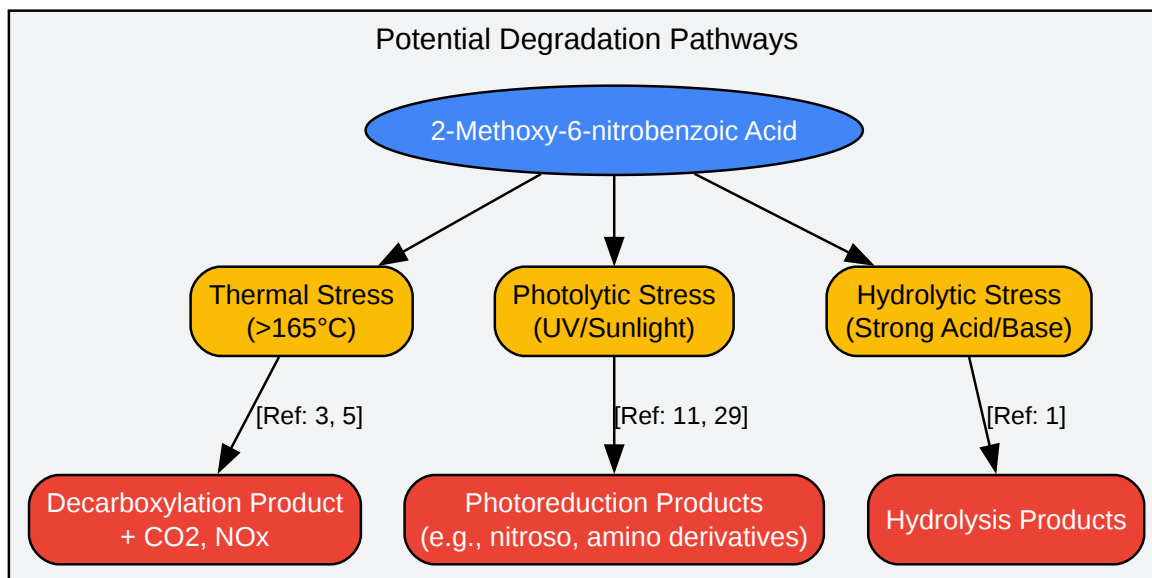 Potential Degradation Pathways
2-Methoxy-6-nitrobenzoic Acid
Thermal Stress
(>165°C)
Photolytic Stress
(UV/Sunlight)
Hydrolytic Stress
(Strong Acid/Base)
[Ref: 3, 5]
[Ref: 11, 29]
[Ref: 1]
Decarboxylation Product
+ CO2, NOx
Photoreduction Products
(e.g., nitroso, amino derivatives)
Hydrolysis Products